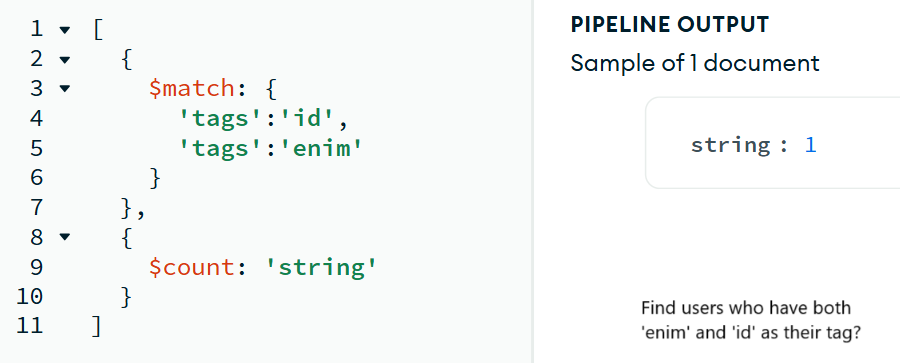 1 [
2 {
3 $match: {
4 'tags':'id',
5 'tags':'enim'
6 }
7 },
8 {
9 $count: 'string'
10 }
11 ]
PIPELINE OUTPUT
Sample of 1 document
string : 1
Find users who have both
'enim' and 'id' as their tag?